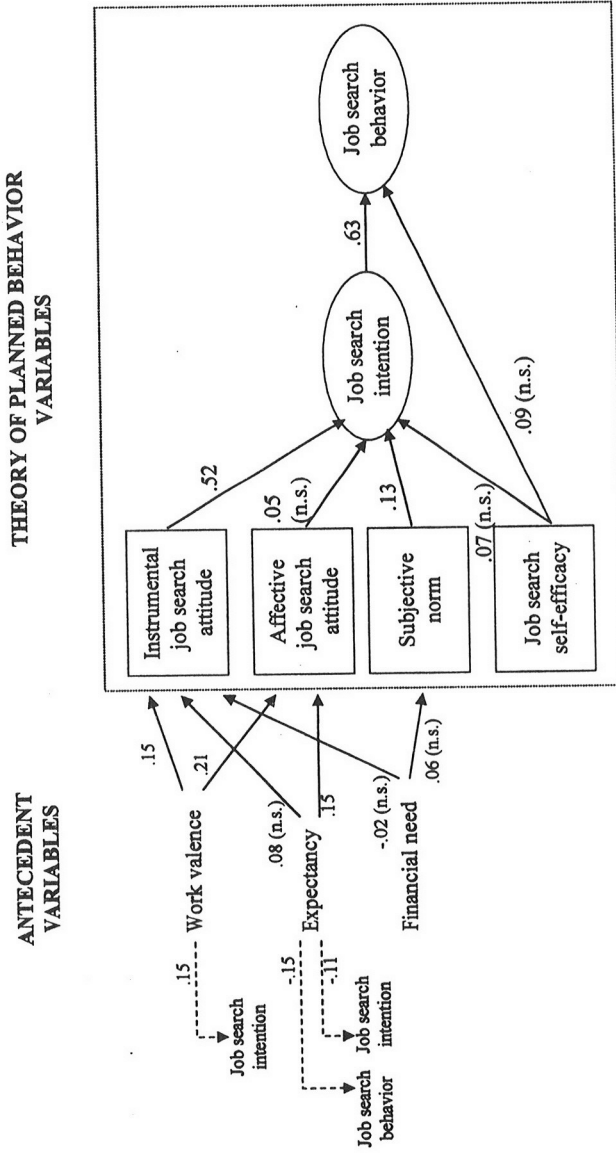 ANTECEDENT
VARIABLES
THEORY OF PLANNED BEHAVIOR
VARIABLES
.15
Work valence
.15
.21
Job search
intention
Expectancy
-.15
-.11
.08 (n.s.)
.15
Job search
behavior
Job search
intention
Financial need
-.02 (n.s.)
.06 (n.s.)
Instrumental
job search
attitude
Affective
job search
attitude
Subjective
norm
Job search
self-efficacy
.52
.05
(n.s.)
.13
.07 (n.s.)
.09 (n.s.)
Job search
intention
.63
Job search
behavior